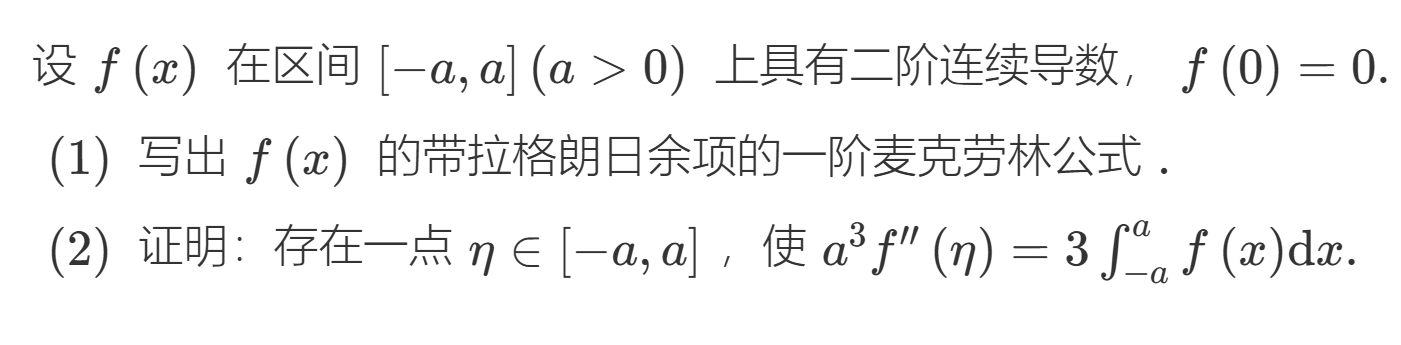 设 f (x) 在区间 [−a, a] (a > 0) 上具有二阶连续导数, f (0) = 0.
(1) 写出 f (x) 的带拉格朗日余项的一阶麦克劳林公式 .
(2) 证明: 存在一点 η ∈ [−a, a] , 使 a³f″ (η) = 3 ∫₋ₐᵃ f (x)dx.